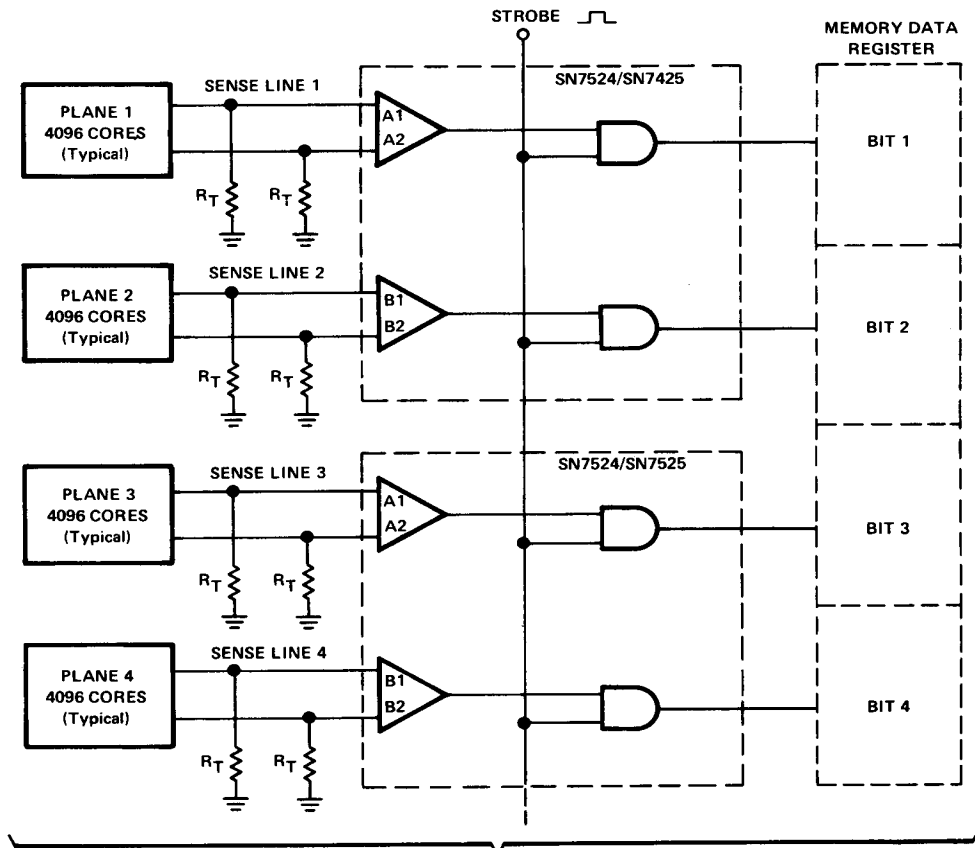 STROBE
MEMORY DATA
REGISTER
SENSE LINE 1
SN7524/SN7425
PLANE 1
4096 CORES
(Typical)
A1
A2
BIT 1
RT
RT
SENSE LINE 2
PLANE 2
4096 CORES
(Typical)
B1
B2
BIT 2
RT
RT
SENSE LINE 3
SN7524/SN7525
PLANE 3
4096 CORES
(Typical)
A1
A2
BIT 3
RT
RT
SENSE LINE 4
PLANE 4
4096 CORES
(Typical)
B1
B2
BIT 4
RT
RT